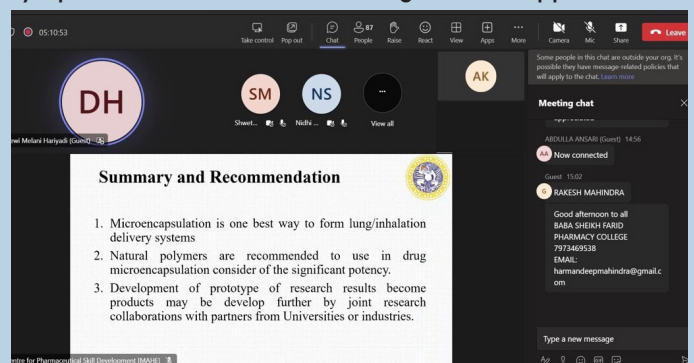 05:10:53
Take control
Pop out
Chat
87
People
Raise
React
View
Apps
More
Camera
Mic
Share
Leave
DH
SM
NS
AK
Shwet...
Nidhi ...
View all
ewi Melani Hariyadi (Guest)
Summary and Recommendation
1. Microencapsulation is one best way to form lung/inhalation
delivery systems
2. Natural polymers are recommended to use in drug
microencapsulation consider of the significant potency.
3. Development of prototype of research results become
products may be develop further by joint research
collaborations with partners from Universities or industries.
entre for Pharmaceutical Skill Development [MAHE]
Some people in this chat are outside your org. It's
possible they have message-related policies that
will apply to the chat. Learn more
Meeting chat
ABDULLA ANSARI (Guest) 14:56
AA
Now connected
Guest 15:02
G
RAKESH MAHINDRA
Good afternoon to all
BABA SHEIKH FARID
PHARMACY COLLEGE
7973469538
EMAIL:
harmandeepmahindra@gmail.c
om
Type a new message